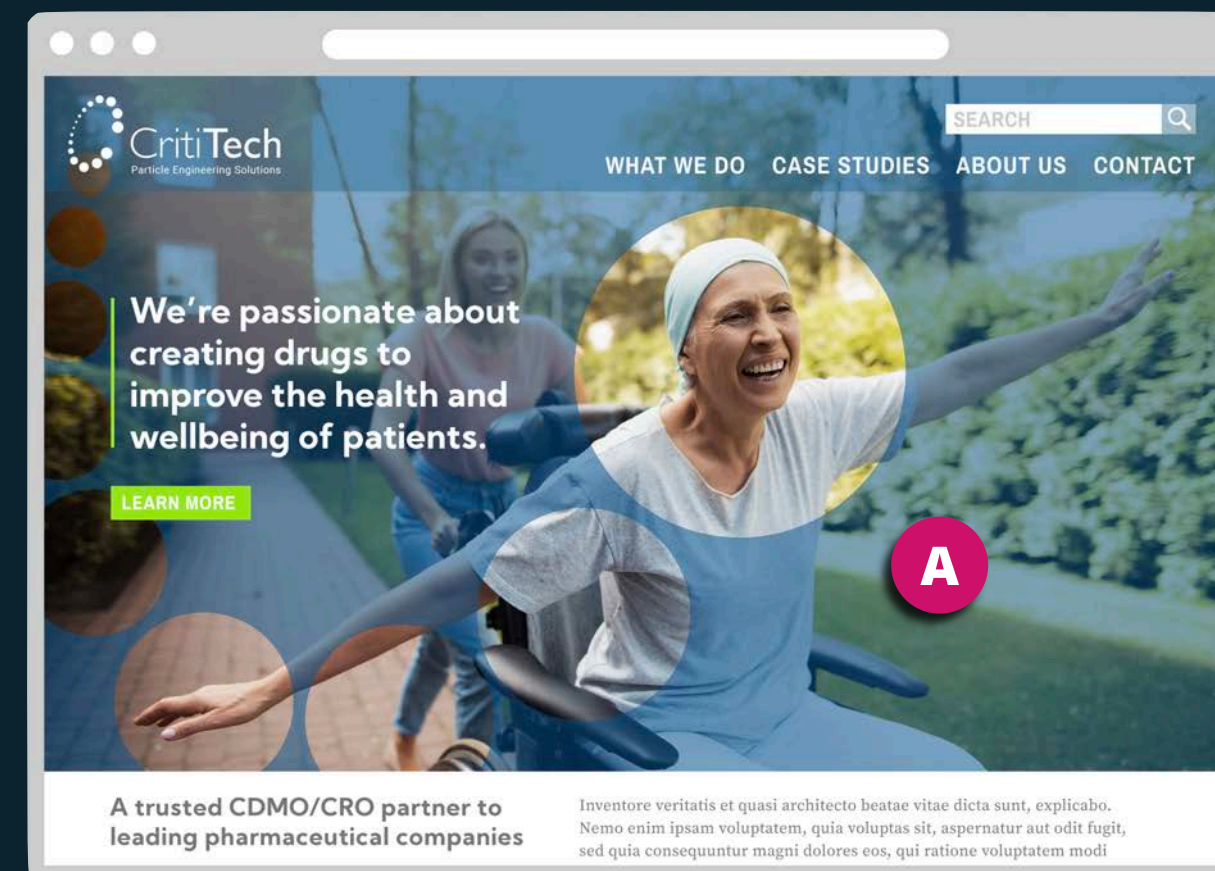 CritiTech
Particle Engineering Solutions
SEARCH
WHAT WE DO CASE STUDIES ABOUT US CONTACT
We're passionate about
creating drugs to
improve the health and
wellbeing of patients.
LEARN MORE
A
A trusted CDMO/CRO partner to
leading pharmaceutical companies
Inventore veritatis et quasi architecto beatae vitae dicta sunt, explicabo.
Nemo enim ipsam voluptatem, quia voluptas sit, aspernatur aut odit fugit,
sed quia consequuntur magni dolores eos, qui ratione voluptatem modi